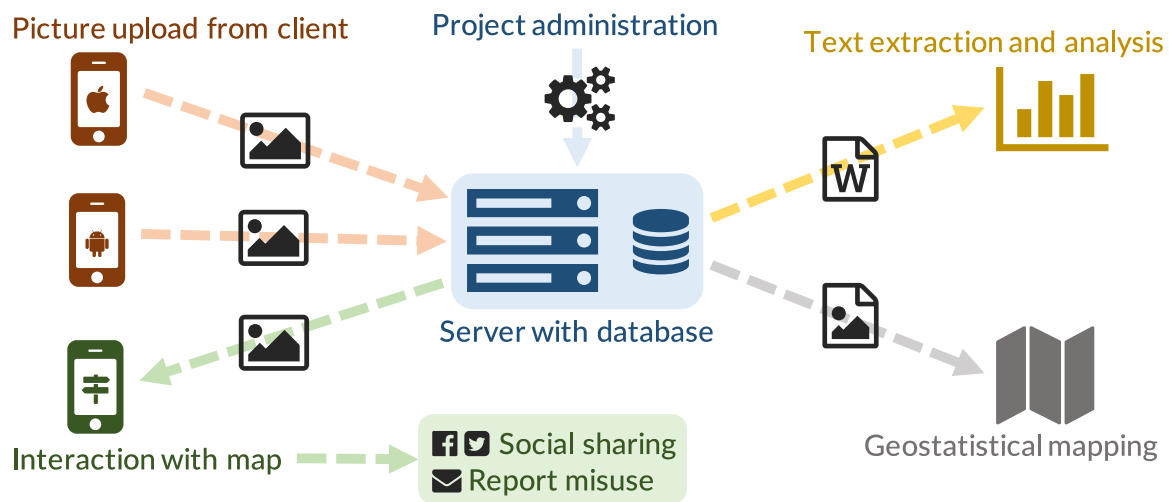 Picture upload from client
Project administration
Text extraction and analysis
W
Server with database
Interaction with map
Social sharing
Report misuse
Geostatistical mapping